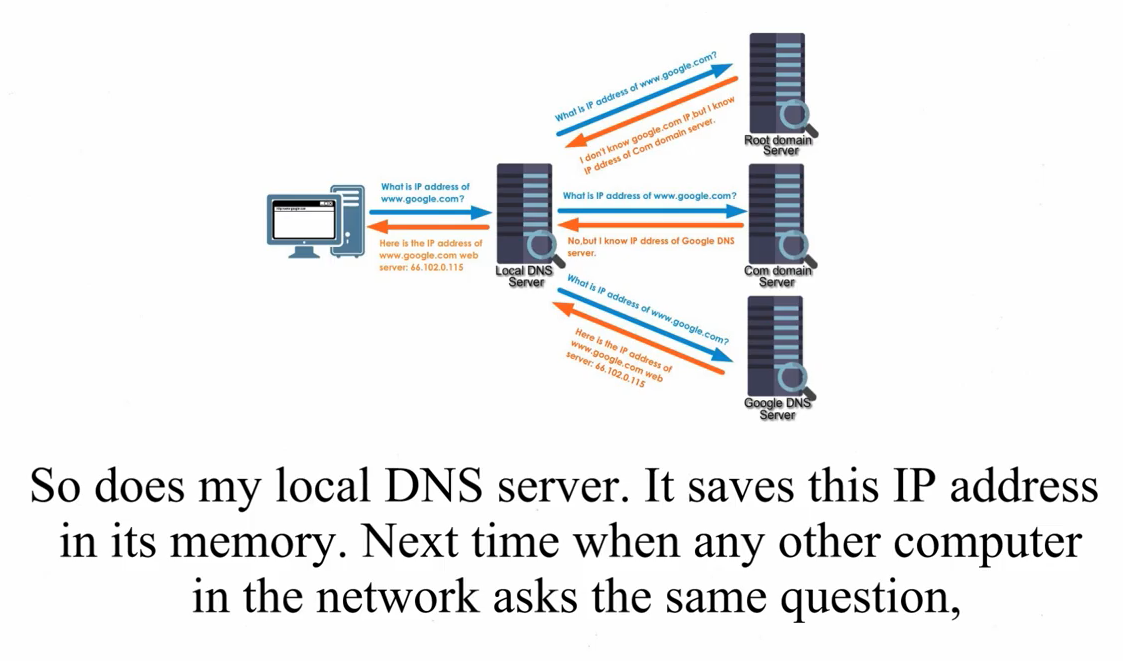 What is IP address of www.google.com?
I don't know google.com IP,but I know
IP ddress of Com domain server.
Root domain
Server
What is IP address of
www.google.com?
Here is the IP address of
www.google.com web
server: 66.102.0.115
Local DNS
Server
What is IP address of www.google.com?
No,but I know IP ddress of Google DNS
server.
Com domain
Server
What is IP address of www.google.com?
Here is the IP address of
www.google.com web
server: 66.102.0.115
Google DNS
Server
So does my local DNS server. It saves this IP address
in its memory. Next time when any other computer
in the network asks the same question,